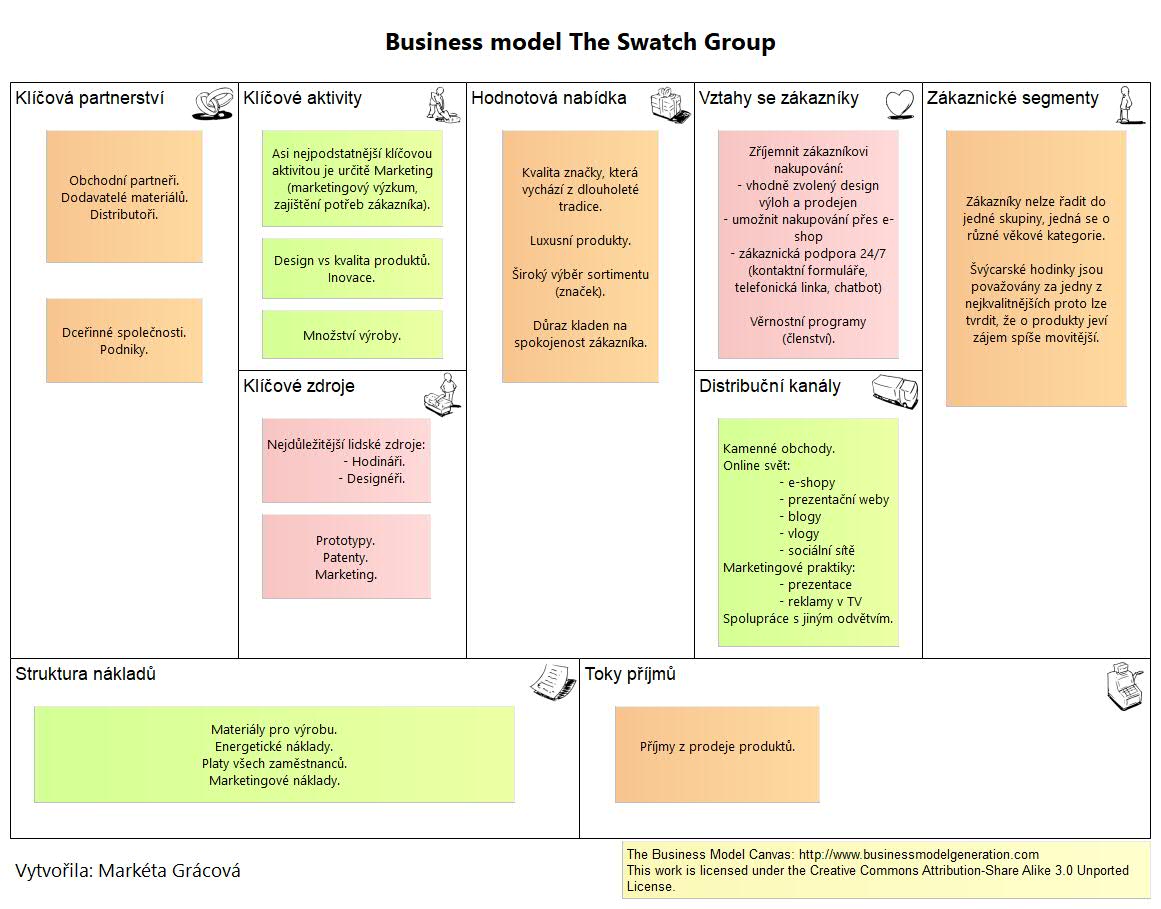 Business model The Swatch Group
Klíčová partnerství
Obchodní partneři.
Dodavatelé materiálů.
Distributoři.
Dceřinné společnosti.
Podniky.
Klíčové aktivity
Asi nejpodstatnější klíčovou
aktivitou je určitě Marketing
(marketingový výzkum,
zajištění potřeb zákazníka).
Design vs kvalita produktů.
Inovace.
Množství výroby.
Klíčové zdroje
Nejdůležitější lidské zdroje:
- Hodináři.
- Designéři.
Prototypy.
Patenty.
Marketing.
Hodnotová nabídka
Kvalita značky, která
vychází z dlouholeté
tradice.
Luxusní produkty.
Široký výběr sortimentu
(značek).
Důraz kladen na
spokojenost zákazníka.
Vztahy se zákazníky
Zříjemnit zákazníkovi
nakupování:
- vhodně zvolený design
výloh a prodejen
- umožnit nakupování přes e-
shop
- zákaznická podpora 24/7
(kontaktní formuláře,
telefonická linka, chatbot)
Věrnostní programy
(členství).
Distribuční kanály
Kamenné obchody.
Online svět:
- e-shopy
- prezentační weby
- blogy
- vlogy
- sociální sítě
Marketingové praktiky:
- prezentace
- reklamy v TV
Spolupráce s jiným odvětvím.
Zákaznické segmenty
Zákazníky nelze řadit do
jedné skupiny, jedná se o
různé věkové kategorie.
Švýcarské hodinky jsou
považovány za jedny z
nejkvalitnějších proto lze
tvrdit, že o produkty jeví
zájem spíše movitější.
Struktura nákladů
Materiály pro výrobu.
Energetické náklady.
Platy všech zaměstnanců.
Marketingové náklady.
Toky příjmů
Příjmy z prodeje produktů.
Vytvořila: Markéta Grácová
The Business Model Canvas: http://www.businessmodelgeneration.com
This work is licensed under the Creative Commons Attribution-Share Alike 3.0 Unported
License.